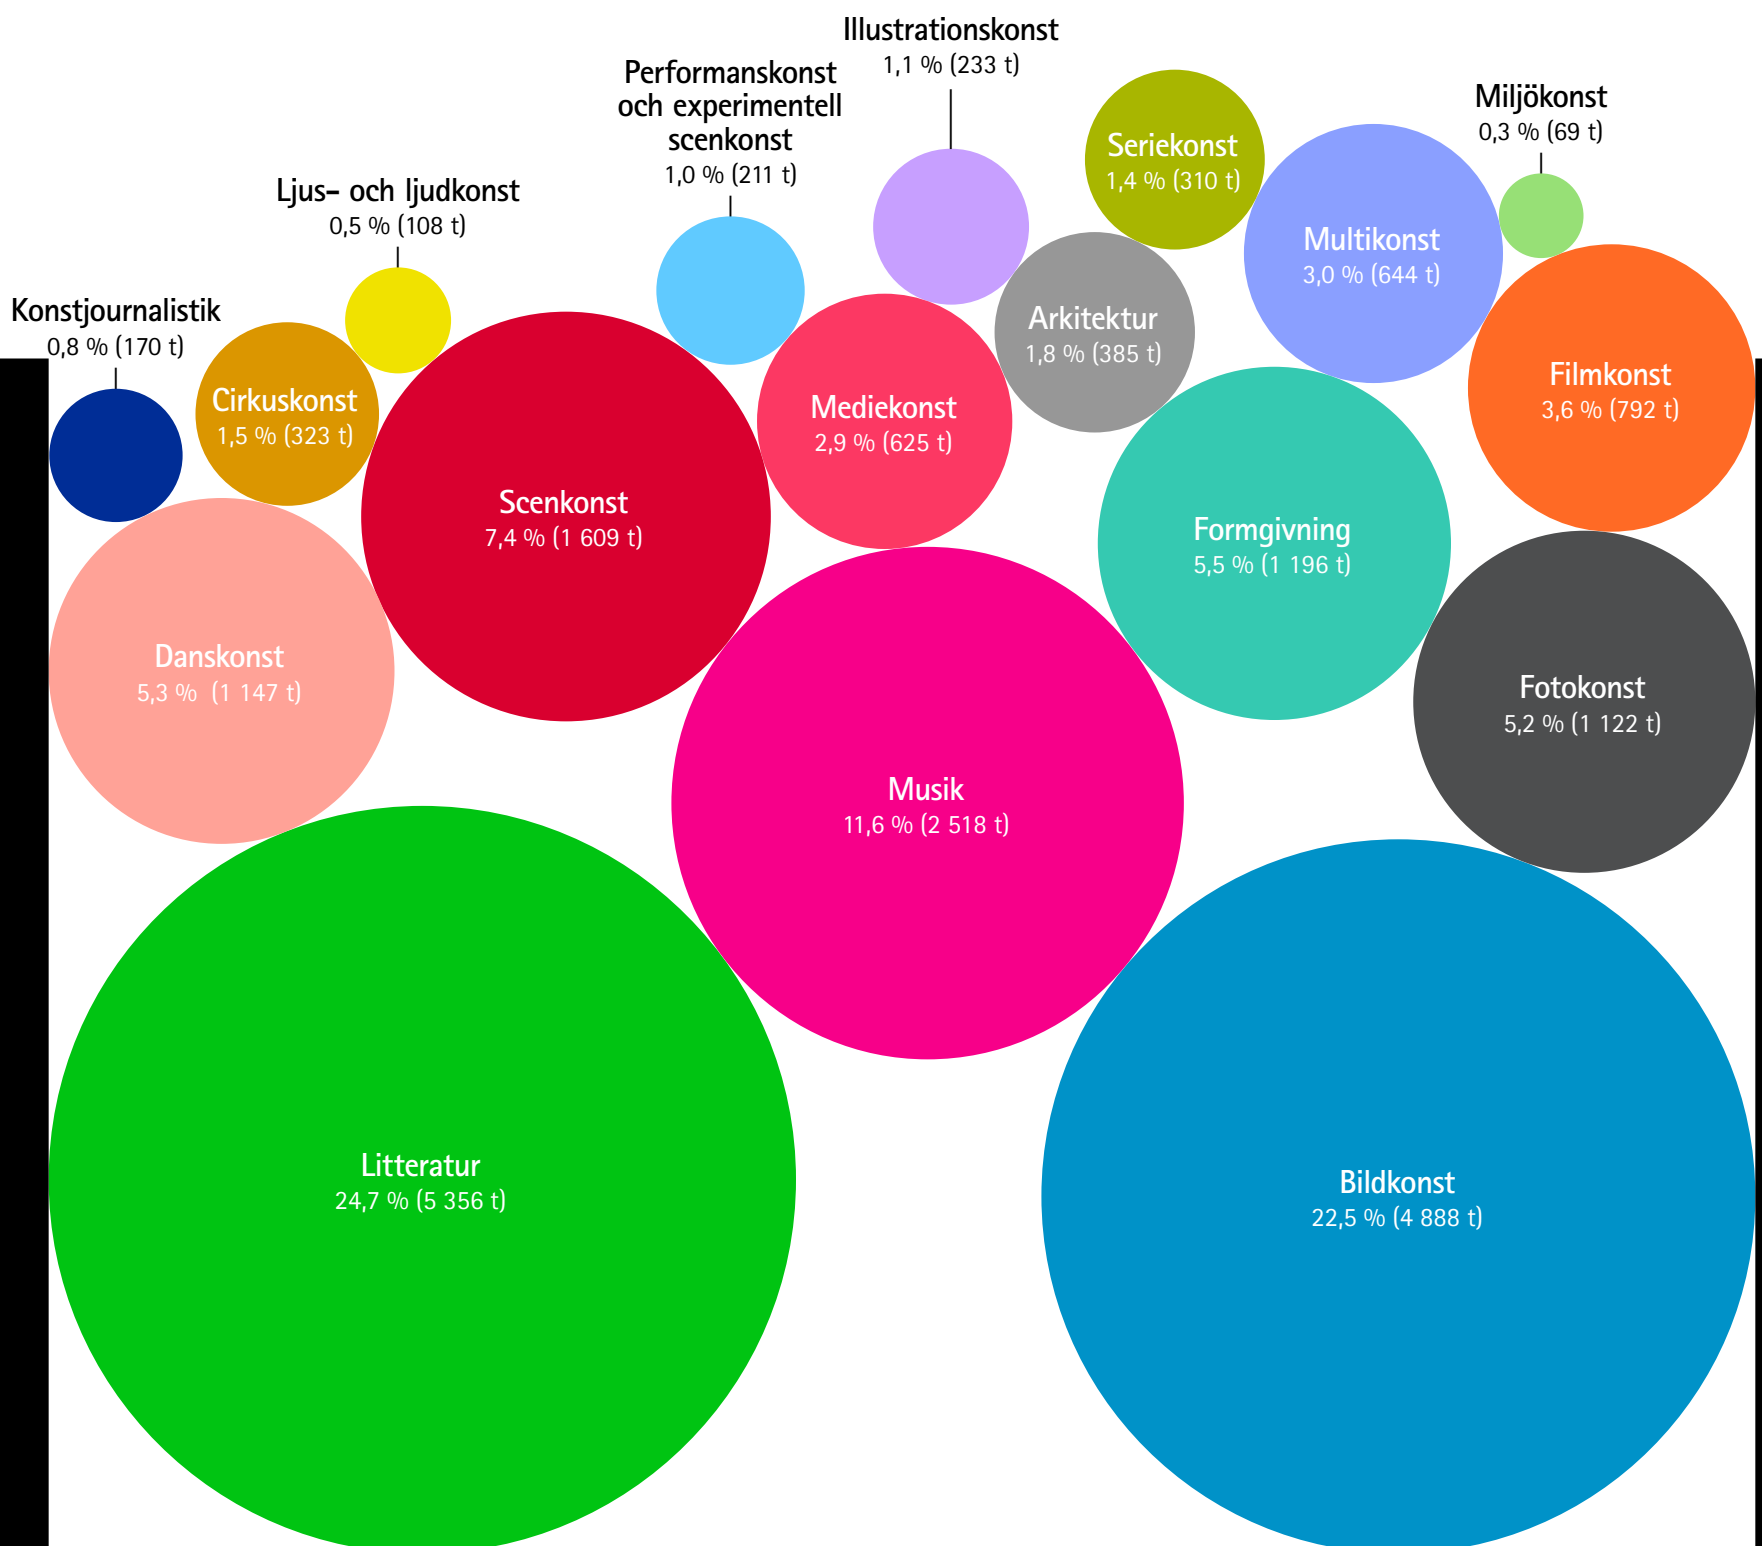 Illustrationskonst
1,1 % (233 t)
Performanskonst
och experimentell
scenkonst
1,0 % (211 t)
Miljökonst
0,3 % (69 t)
Seriekonst
1,4 % (310 t)
Ljus- och ljudkonst
0,5 % (108 t)
Multikonst
3,0 % (644 t)
Konstjournalistik
0,8 % (170 t)
Arkitektur
1,8 % (385 t)
Filmkonst
3,6 % (792 t)
Cirkuskonst
1,5 % (323 t)
Mediekonst
2,9 % (625 t)
Scenkonst
7,4 % (1 609 t)
Formgivning
5,5 % (1 196 t)
Danskonst
5,3 % (1 147 t)
Fotokonst
5,2 % (1 122 t)
Musik
11,6 % (2 518 t)
Litteratur
24,7 % (5 356 t)
Bildkonst
22,5 % (4 888 t)